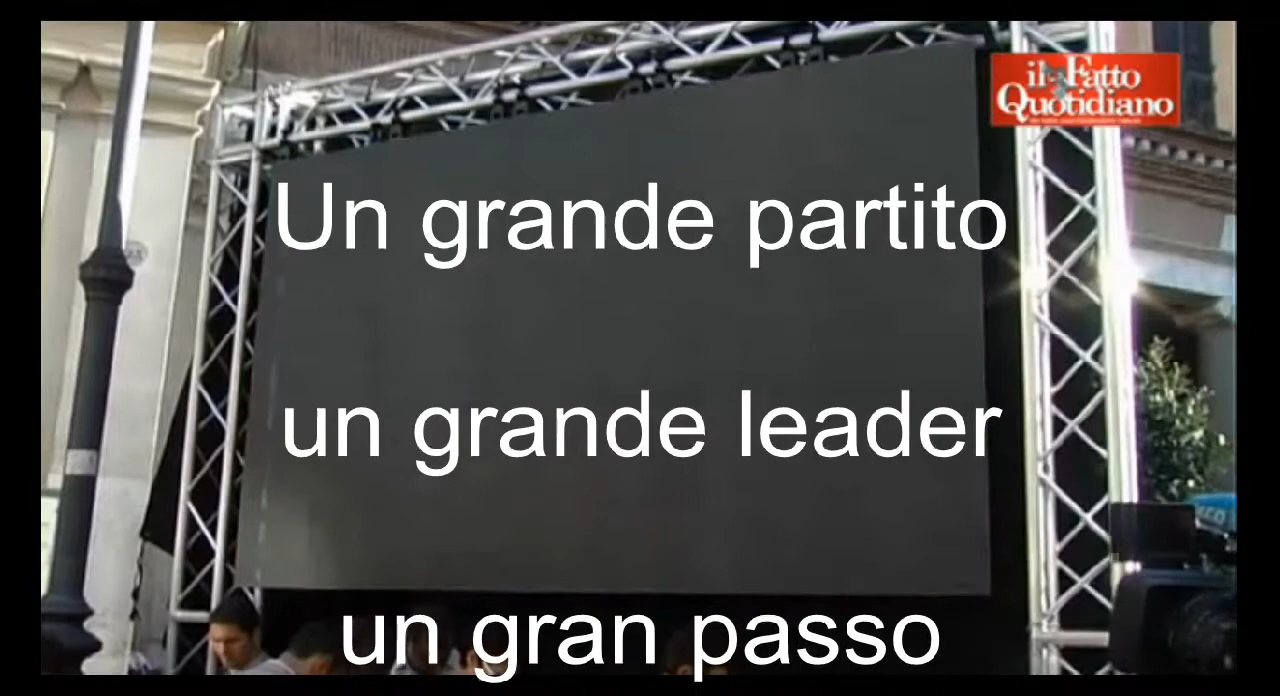 il Fatto
Quotidiano
Un grande partito
un grande leader
un gran passo